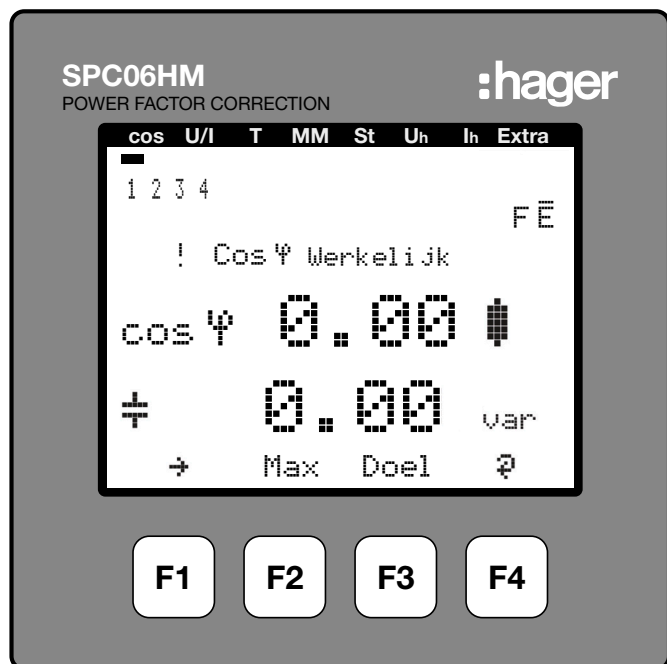 SPC06HM
:hager
POWER FACTOR CORRECTION
cos U/I T MM St Uh Ih Extra
1 2 3 4
F Ē
! Cos φ Werkelijk
cos φ 0.00
0.00 var
→ Max Doel
F1 F2 F3 F4